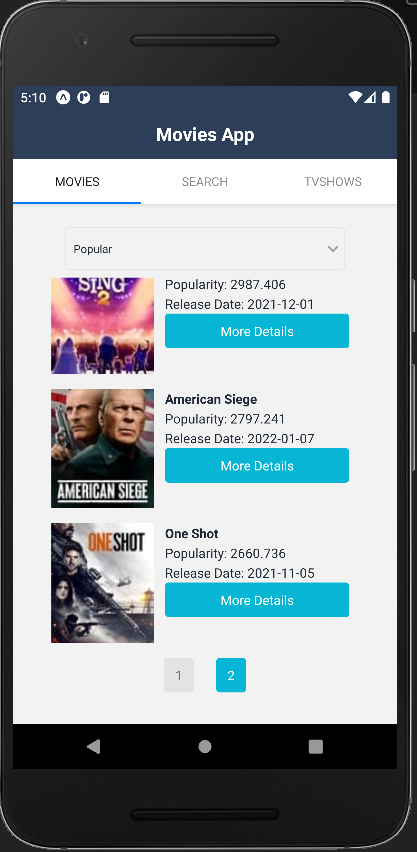 5:10
Movies App
MOVIES
SEARCH
TVSHOWS
Popular
SING
2
Popularity: 2987.406
Release Date: 2021-12-01
More Details
AMERICAN SIEGE
American Siege
Popularity: 2797.241
Release Date: 2022-01-07
More Details
ONE SHOT
One Shot
Popularity: 2660.736
Release Date: 2021-11-05
More Details
1
2